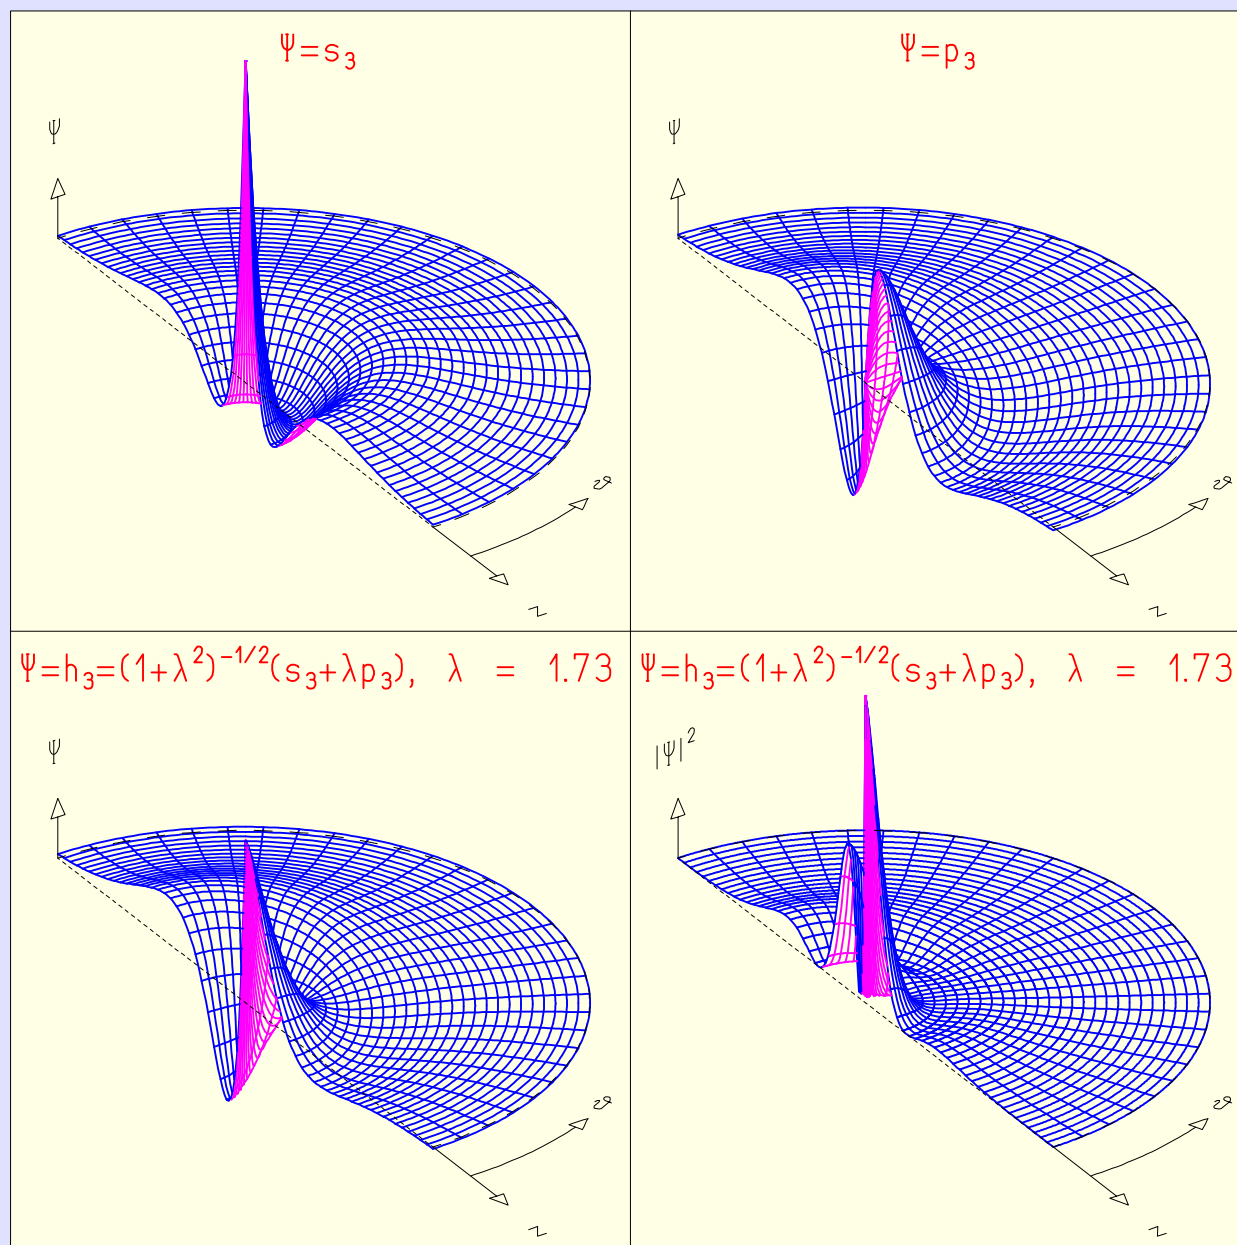 Ψ=s₃
Ψ
ϑ
z
Ψ=p₃
Ψ
ϑ
z
Ψ=h₃=(1+λ²)⁻¹/²(s₃+λp₃), λ = 1.73
Ψ
ϑ
z
Ψ=h₃=(1+λ²)⁻¹/²(s₃+λp₃), λ = 1.73
|Ψ|²
ϑ
z